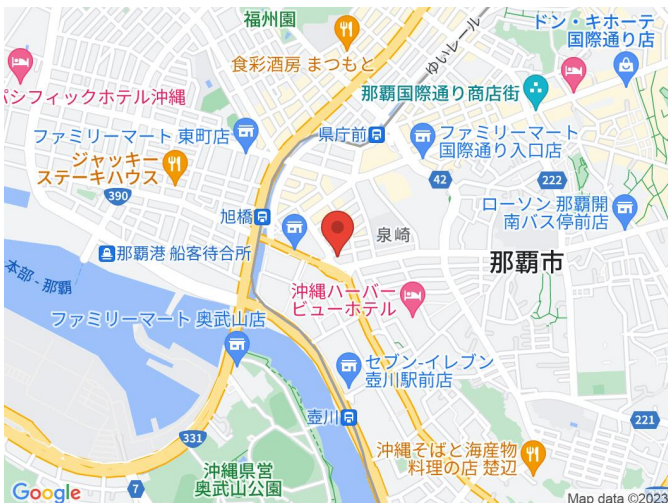 福州園
ドン・キホーテ
国際通り店
食彩酒房 まつもと
ゆいレール
パシフィックホテル沖縄
那覇国際通り商店街
ファミリーマート 東町店
県庁前
ファミリーマート
国際通り入口店
ジャッキー
ステーキハウス
390
42
222
ローソン 那覇開
南バス停前店
旭橋
泉崎
那覇港 船客待合所
那覇市
本部 - 那覇
沖縄ハーバー
ビューホテル
ファミリーマート 奥武山店
セブン-イレブン
壺川駅前店
壺川
221
331
沖縄そばと海産物
料理の店 楚辺
沖縄県営
奥武山公園
7
Google
Map data ©2023